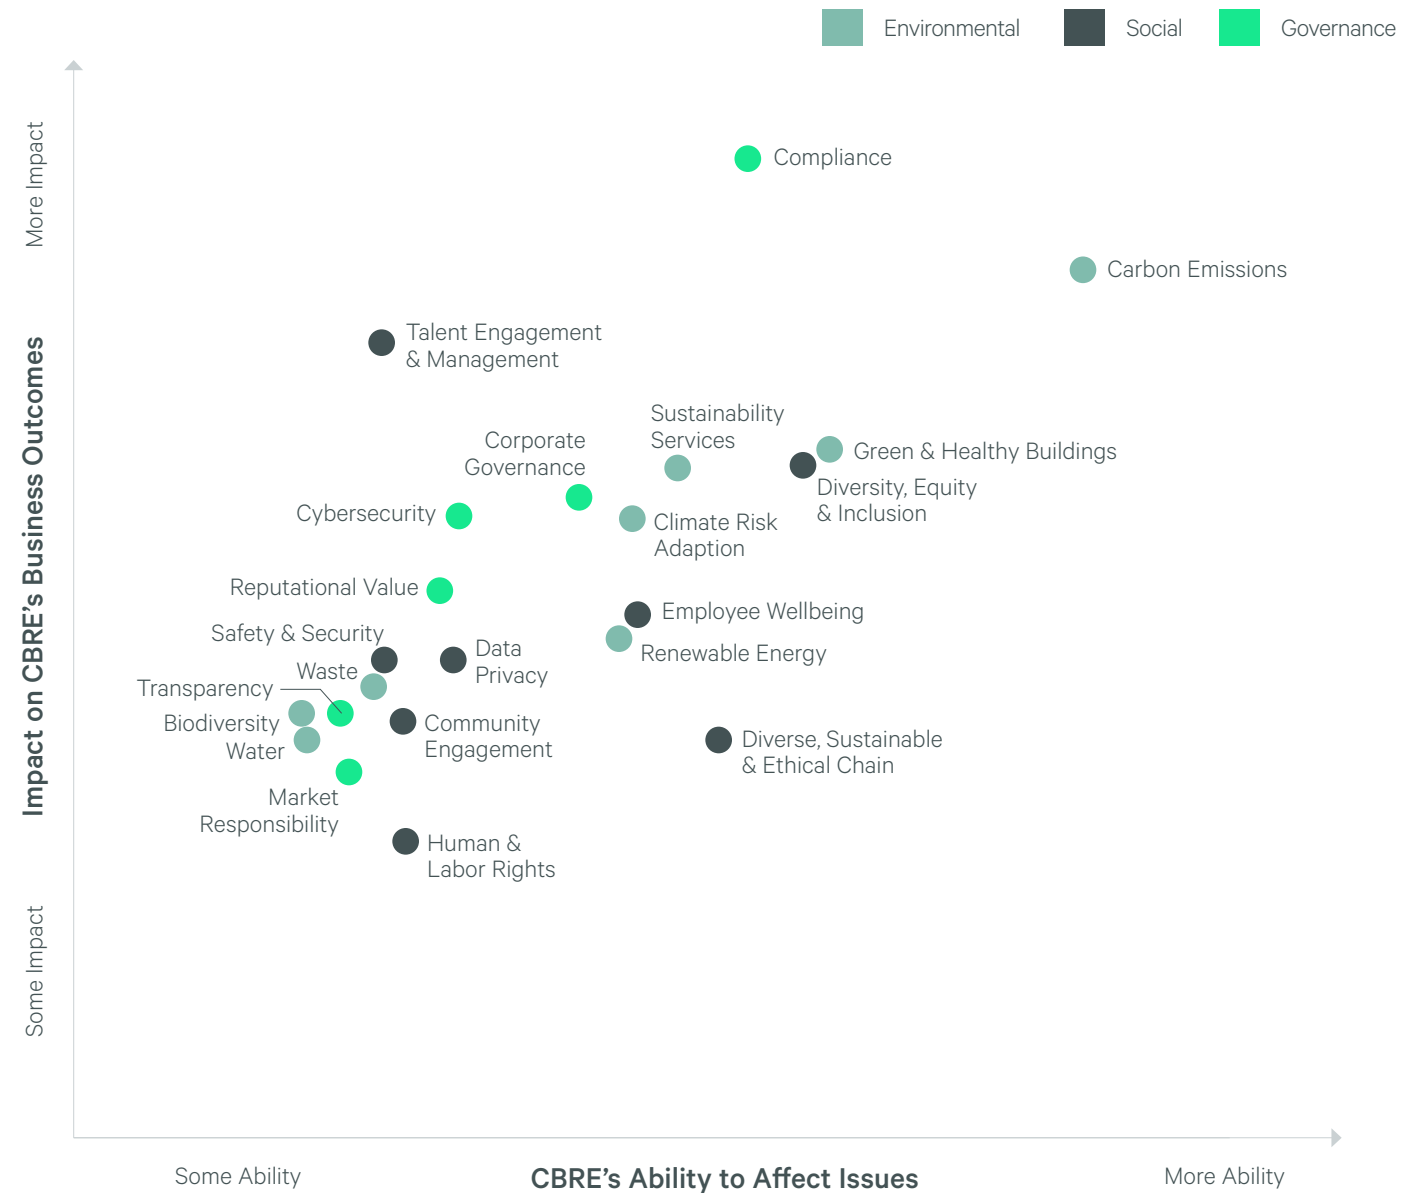 Environmental
Social
Governance
More Impact
Impact on CBRE's Business Outcomes
Some Impact
Compliance
Carbon Emissions
Talent Engagement
& Management
Sustainability
Services
Corporate
Governance
Green & Healthy Buildings
Diversity, Equity
& Inclusion
Cybersecurity
Climate Risk
Adaption
Reputational Value
Employee Wellbeing
Safety & Security
Data
Privacy
Renewable Energy
Waste
Transparency
Biodiversity
Water
Community
Engagement
Diverse, Sustainable
& Ethical Chain
Market
Responsibility
Human &
Labor Rights
Some Ability
CBRE's Ability to Affect Issues
More Ability